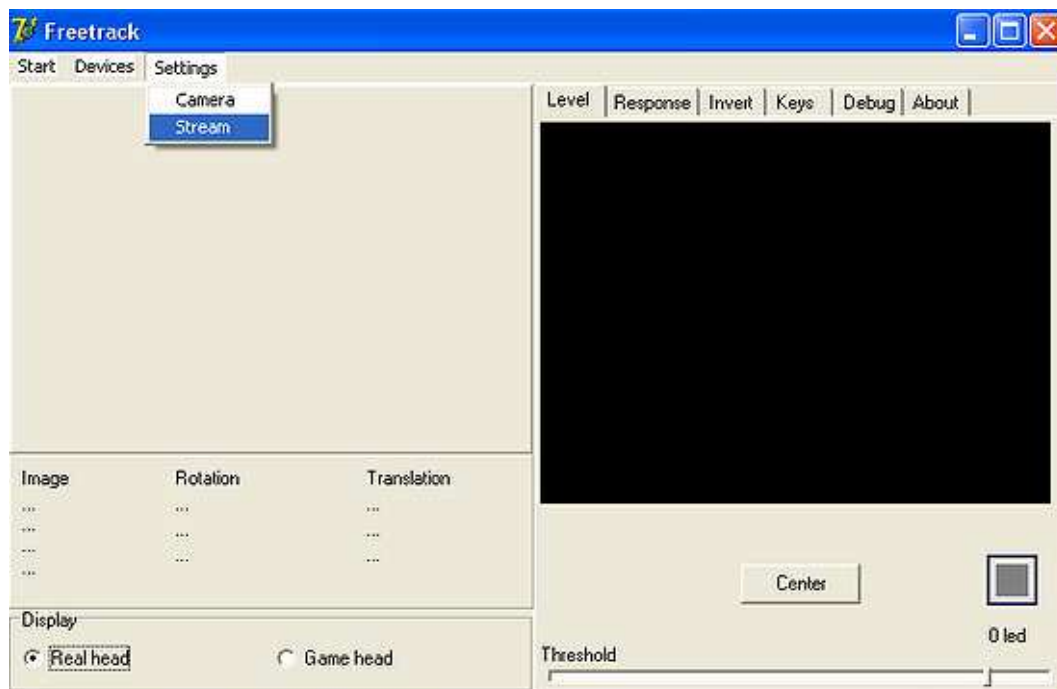 Freetrack
Start Devices Settings
Camera
Stream
Level Response Invert Keys Debug About
Image Rotation Translation
... ... ...
... ... ...
... ... ...
...
Center
Display
Real head Game head
0 led
Threshold